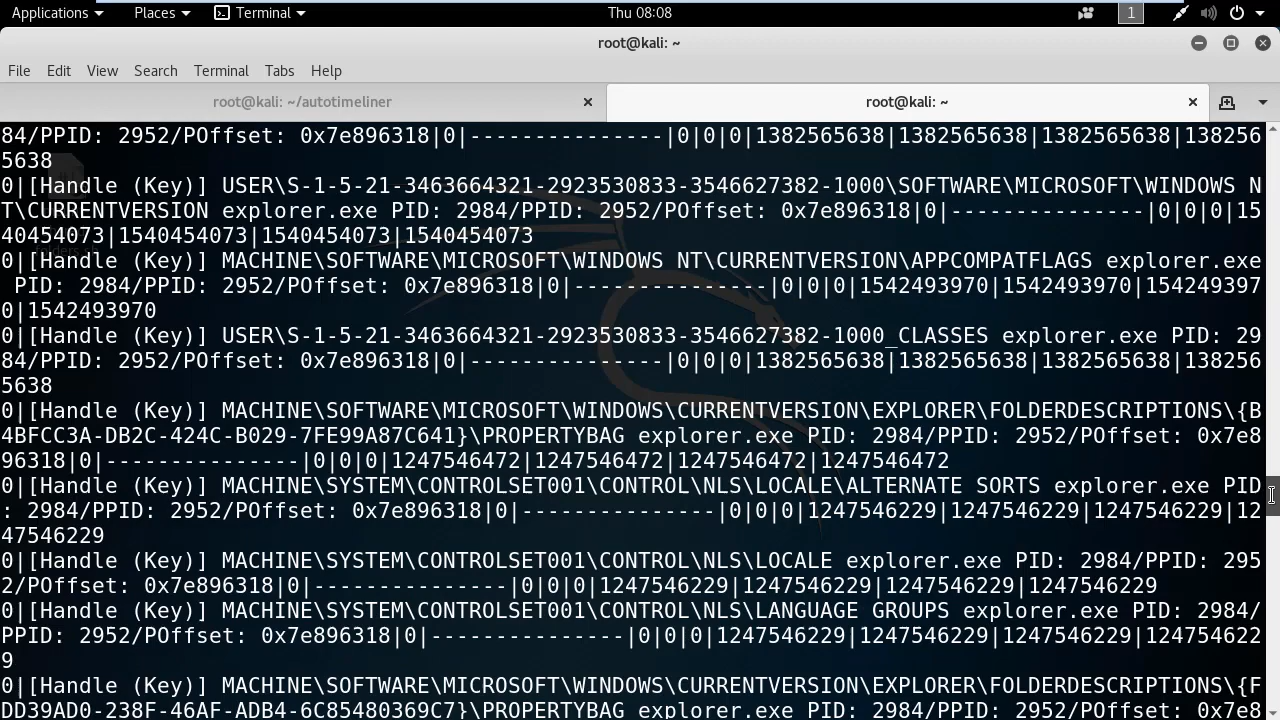 Applications Places Terminal Thu 08:08 1
root@kali: ~
File Edit View Search Terminal Tabs Help
root@kali: ~/autotimeliner root@kali: ~
84/PPID: 2952/POffset: 0x7e896318|0|---------------|0|0|0|1382565638|1382565638|1382565638|138256
5638
0|[Handle (Key)] USER\S-1-5-21-3463664321-2923530833-3546627382-1000\SOFTWARE\MICROSOFT\WINDOWS N
T\CURRENTVERSION explorer.exe PID: 2984/PPID: 2952/POffset: 0x7e896318|0|---------------|0|0|0|15
40454073|1540454073|1540454073|1540454073
0|[Handle (Key)] MACHINE\SOFTWARE\MICROSOFT\WINDOWS NT\CURRENTVERSION\APPCOMPATFLAGS explorer.exe
 PID: 2984/PPID: 2952/POffset: 0x7e896318|0|---------------|0|0|0|1542493970|1542493970|154249397
0|1542493970
0|[Handle (Key)] USER\S-1-5-21-3463664321-2923530833-3546627382-1000_CLASSES explorer.exe PID: 29
84/PPID: 2952/POffset: 0x7e896318|0|---------------|0|0|0|1382565638|1382565638|1382565638|138256
5638
0|[Handle (Key)] MACHINE\SOFTWARE\MICROSOFT\WINDOWS\CURRENTVERSION\EXPLORER\FOLDERDESCRIPTIONS\{B
4BFCC3A-DB2C-424C-B029-7FE99A87C641}\PROPERTYBAG explorer.exe PID: 2984/PPID: 2952/POffset: 0x7e8
96318|0|---------------|0|0|0|1247546472|1247546472|1247546472|1247546472
0|[Handle (Key)] MACHINE\SYSTEM\CONTROLSET001\CONTROL\NLS\LOCALE\ALTERNATE SORTS explorer.exe PID
: 2984/PPID: 2952/POffset: 0x7e896318|0|---------------|0|0|0|1247546229|1247546229|1247546229|12
47546229
0|[Handle (Key)] MACHINE\SYSTEM\CONTROLSET001\CONTROL\NLS\LOCALE explorer.exe PID: 2984/PPID: 295
2/POffset: 0x7e896318|0|---------------|0|0|0|1247546229|1247546229|1247546229|1247546229
0|[Handle (Key)] MACHINE\SYSTEM\CONTROLSET001\CONTROL\NLS\LANGUAGE GROUPS explorer.exe PID: 2984/
PPID: 2952/POffset: 0x7e896318|0|---------------|0|0|0|1247546229|1247546229|1247546229|124754622
9
0|[Handle (Key)] MACHINE\SOFTWARE\MICROSOFT\WINDOWS\CURRENTVERSION\EXPLORER\FOLDERDESCRIPTIONS\{F
DD39AD0-238F-46AF-ADB4-6C85480369C7}\PROPERTYBAG explorer.exe PID: 2984/PPID: 2952/POffset: 0x7e8